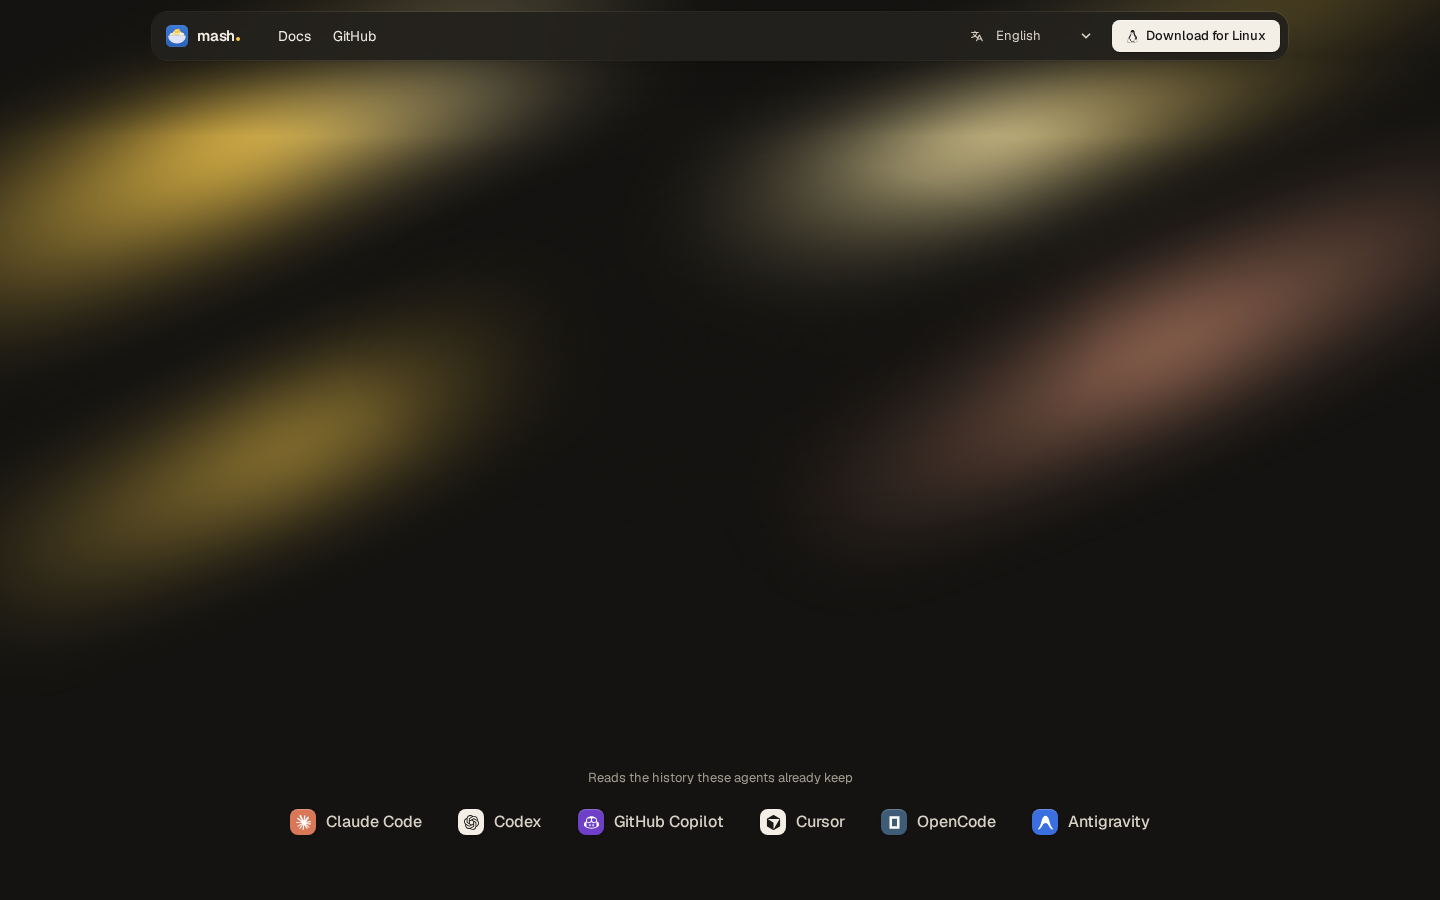 mash.
Docs
GitHub
English
Download for Linux
Reads the history these agents already keep
Claude Code
Codex
GitHub Copilot
Cursor
OpenCode
Antigravity